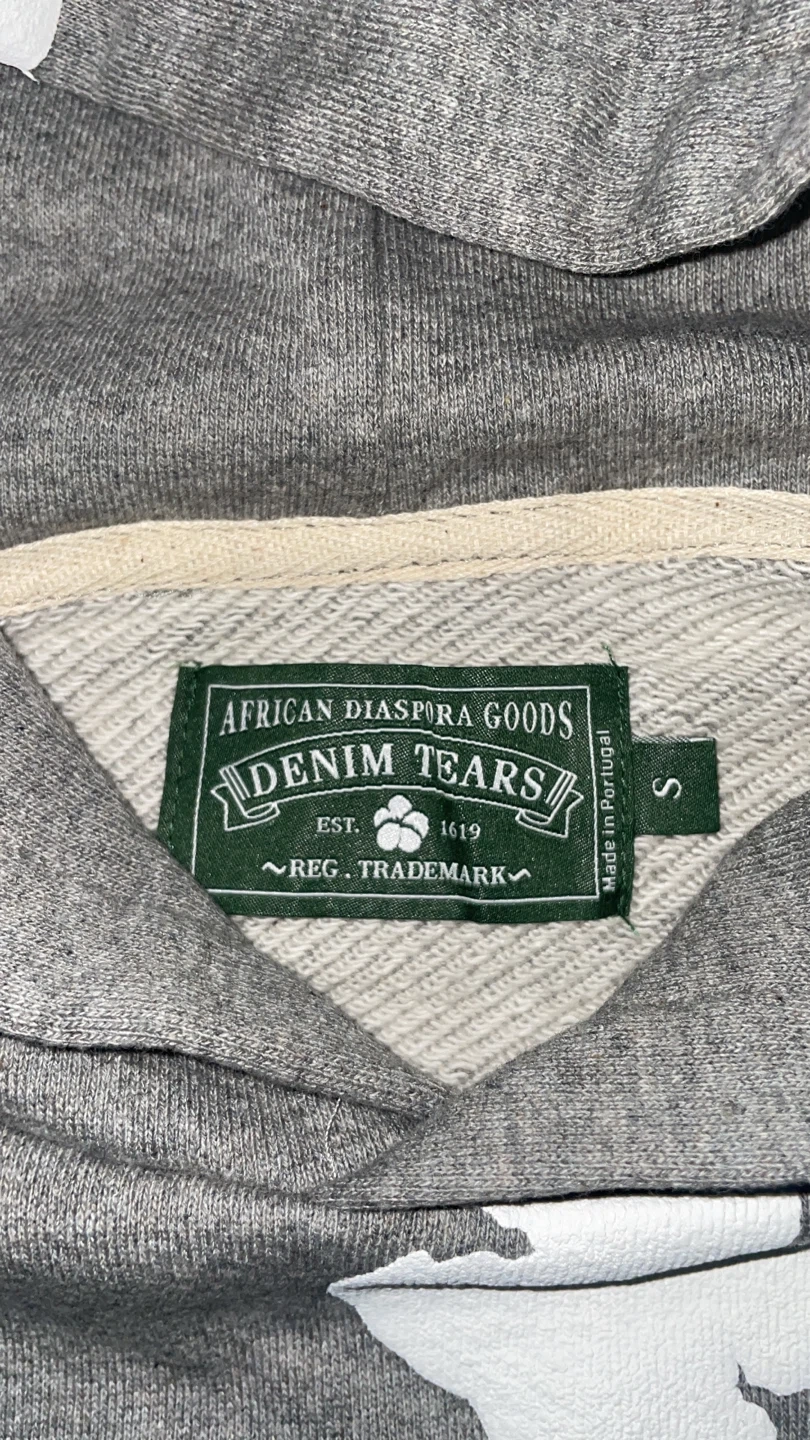 AFRICAN DIASPORA GOODS
DENIM TEARS
EST. 1619
~REG. TRADEMARK~
Made in Portugal
S